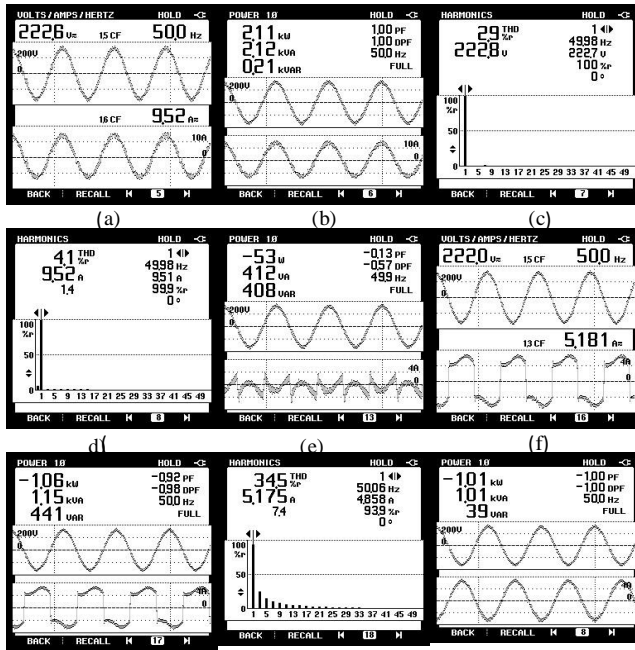 VOLTS/AMPS/HERTZ HOLD
222.6 V≂ 1.5 CF 50.0 Hz
200V
0
1.6 CF 9.52 A≂
10A
0
BACK RECALL 5
(a)
POWER 1.0 HOLD
2.11 kW 1.00 PF
2.12 kVA 1.00 DPF
0.21 kVAR 50.0 Hz
FULL
200V
0
10A
0
BACK RECALL 6
(b)
HARMONICS HOLD
2.9 THD %r 1
222.8 V 49.98 Hz
222.7 V
100 %r
0°
100
%r
50
0
1 5 9 13 17 21 25 29 33 37 41 45 49
BACK RECALL 7
(c)
HARMONICS HOLD
4.1 THD %r 1
9.52 A 49.98 Hz
1.4 9.51 A
99.9 %r
0°
100
%r
50
0
1 5 9 13 17 21 25 29 33 37 41 45 49
BACK RECALL 8
d(
POWER 1.0 HOLD
-53 W -0.13 PF
412 VA -0.57 DPF
408 VAR 49.9 Hz
FULL
200V
0
4A
0
BACK RECALL 13
(e)
VOLTS/AMPS/HERTZ HOLD
222.0 V≂ 1.5 CF 50.0 Hz
200V
0
1.3 CF 5.181 A≂
4A
0
BACK RECALL 16
(f)
POWER 1.0 HOLD
-1.06 kW -0.92 PF
1.15 kVA -0.98 DPF
441 VAR 50.0 Hz
FULL
200V
0
4A
0
BACK RECALL 17
HARMONICS HOLD
34.5 THD %r 1
5.175 A 50.06 Hz
7.4 4.858 A
93.9 %r
0°
100
%r
50
0
1 5 9 13 17 21 25 29 33 37 41 45 49
BACK RECALL 18
POWER 1.0 HOLD
-1.01 kW -1.00 PF
1.01 kVA -1.00 DPF
39 VAR 50.0 Hz
FULL
200V
0
4A
0
BACK RECALL 8